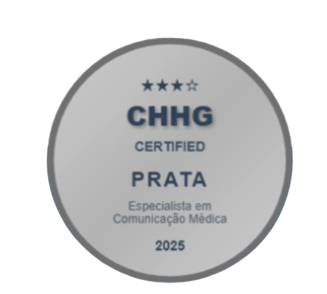 ★★★☆
CHHG
CERTIFIED
PRATA
Especialista em
Comunicação Médica
2025